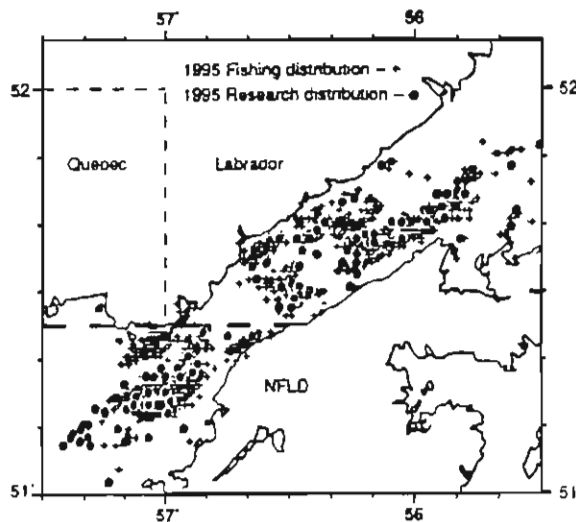 57° 56
1995 Fishing distribution - +
1995 Research distribution - ●
52 52
Quebec Labrador
NFLD
51 51
57° 56